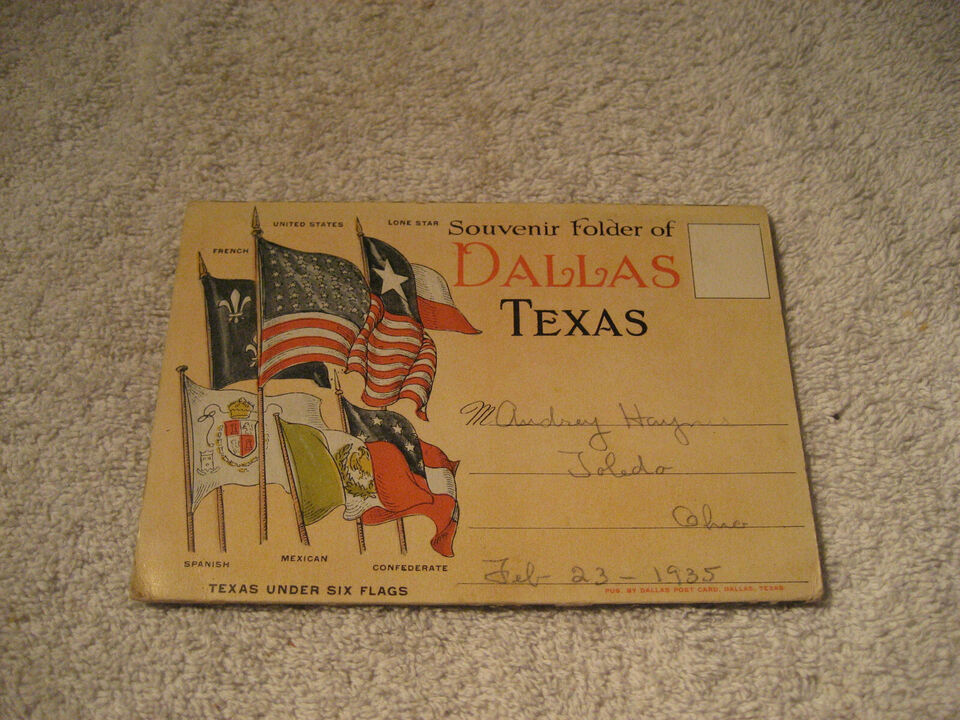 Souvenir Folder of
DALLAS
TEXAS
UNITED STATES
LONE STAR
FRENCH
SPANISH
MEXICAN
CONFEDERATE
TEXAS UNDER SIX FLAGS
M Audrey
Toledo
Ohio
Feb 23 - 1935
PUB. BY DALLAS POST CARD, DALLAS, TEXAS